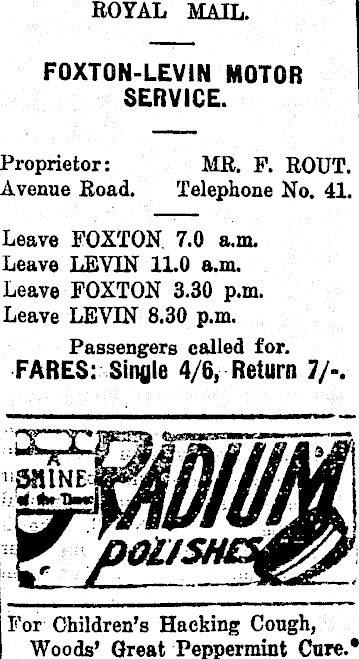 ROYAL MAIL.
FOXTON-LEVIN MOTOR
SERVICE.
Proprietor: MR. F. ROUT.
Avenue Road. Telephone No. 41.
Leave FOXTON 7.0 a.m.
Leave LEVIN 11.0 a.m.
Leave FOXTON 3.30 p.m.
Leave LEVIN 8.30 p.m.
Passengers called for.
FARES: Single 4/6, Return 7/-.
A
SHINE
of the Times
RADIUM
POLISHES
For Children's Hacking Cough,
Woods' Great Peppermint Cure.*